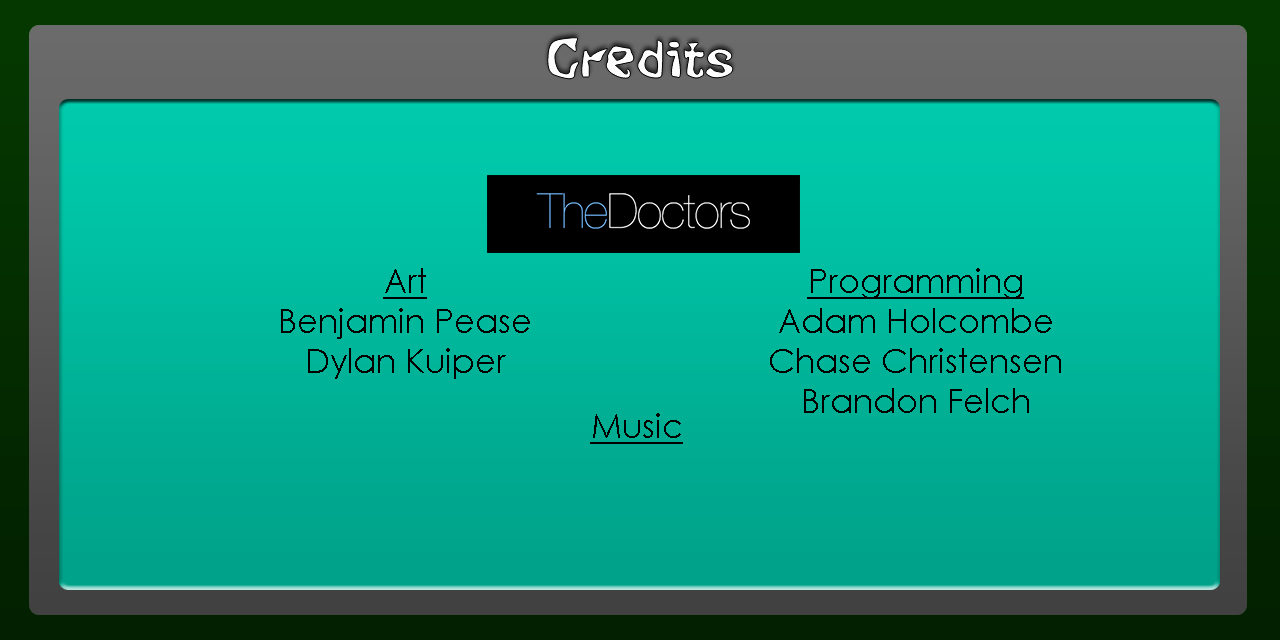 Credits
TheDoctors
Art
Benjamin Pease
Dylan Kuiper
Programming
Adam Holcombe
Chase Christensen
Brandon Felch
Music